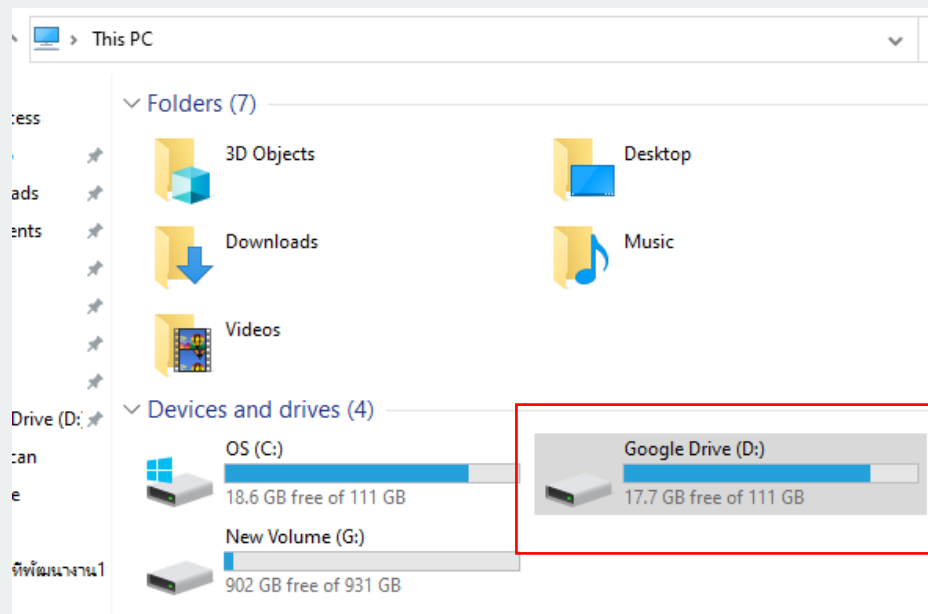 This PC
Folders (7)
3D Objects
Desktop
Downloads
Music
Videos
Devices and drives (4)
OS (C:)
18.6 GB free of 111 GB
Google Drive (D:)
17.7 GB free of 111 GB
New Volume (G:)
902 GB free of 931 GB
cess
ads
ents
Drive (D:
can
e
ที่พัฒนางาน1